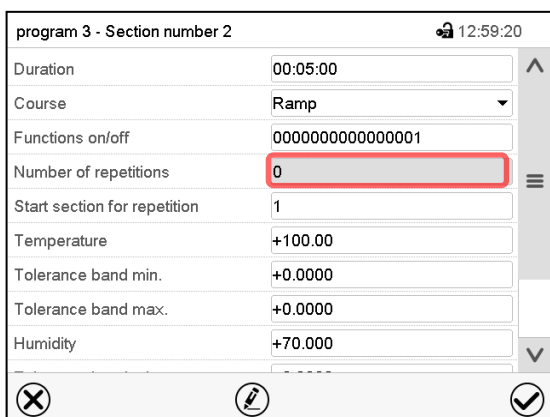 program 3 - Section number 2 12:59:20
Duration 00:05:00
Course Ramp
Functions on/off 0000000000000001
Number of repetitions 0
Start section for repetition 1
Temperature +100.00
Tolerance band min. +0.0000
Tolerance band max. +0.0000
Humidity +70.000